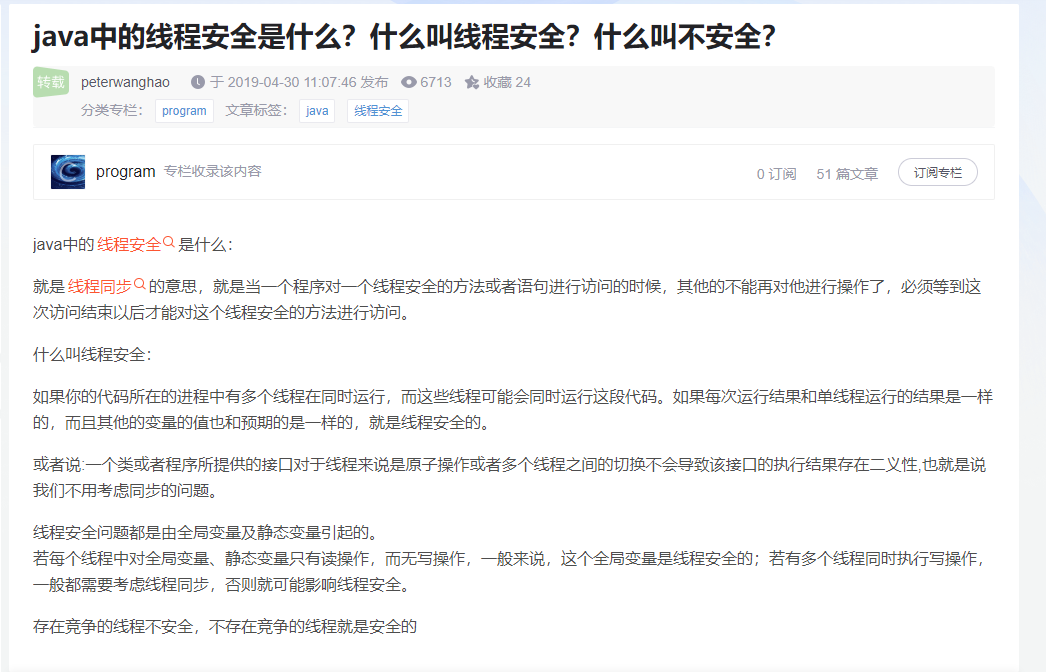 java中的线程安全是什么？什么叫线程安全？什么叫不安全？
转载 peterwanghao 于 2019-04-30 11:07:46 发布 6713 收藏 24
分类专栏： program 文章标签： java 线程安全
program 专栏收录该内容 0 订阅 51 篇文章 订阅专栏
java中的线程安全是什么：
就是线程同步的意思，就是当一个程序对一个线程安全的方法或者语句进行访问的时候，其他的不能再对他进行操作了，必须等到这
次访问结束以后才能对这个线程安全的方法进行访问。
什么叫线程安全：
如果你的代码所在的进程中有多个线程在同时运行，而这些线程可能会同时运行这段代码。如果每次运行结果和单线程运行的结果是一样
的，而且其他的变量的值也和预期的是一样的，就是线程安全的。
或者说:一个类或者程序所提供的接口对于线程来说是原子操作或者多个线程之间的切换不会导致该接口的执行结果存在二义性,也就是说
我们不用考虑同步的问题。
线程安全问题都是由全局变量及静态变量引起的。
若每个线程中对全局变量、静态变量只有读操作，而无写操作，一般来说，这个全局变量是线程安全的；若有多个线程同时执行写操作，
一般都需要考虑线程同步，否则就可能影响线程安全。
存在竞争的线程不安全，不存在竞争的线程就是安全的